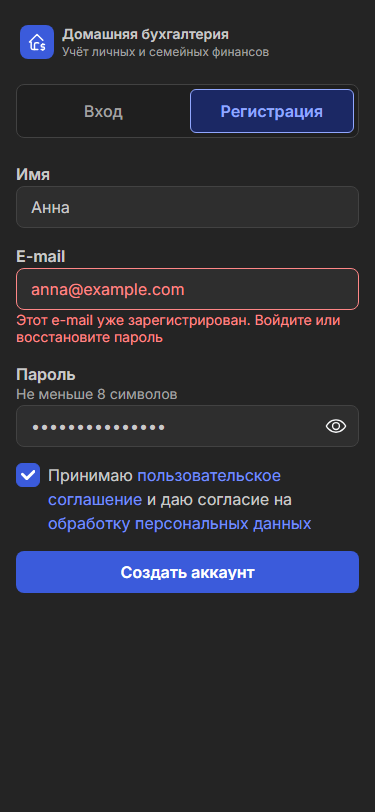 Домашняя бухгалтерия
Учёт личных и семейных финансов
Вход
Регистрация
Имя
Анна
E-mail
anna@example.com
Этот e-mail уже зарегистрирован. Войдите или
восстановите пароль
Пароль
Не меньше 8 символов
•••••••••••••••
Принимаю пользовательское
соглашение и даю согласие на
обработку персональных данных
Создать аккаунт